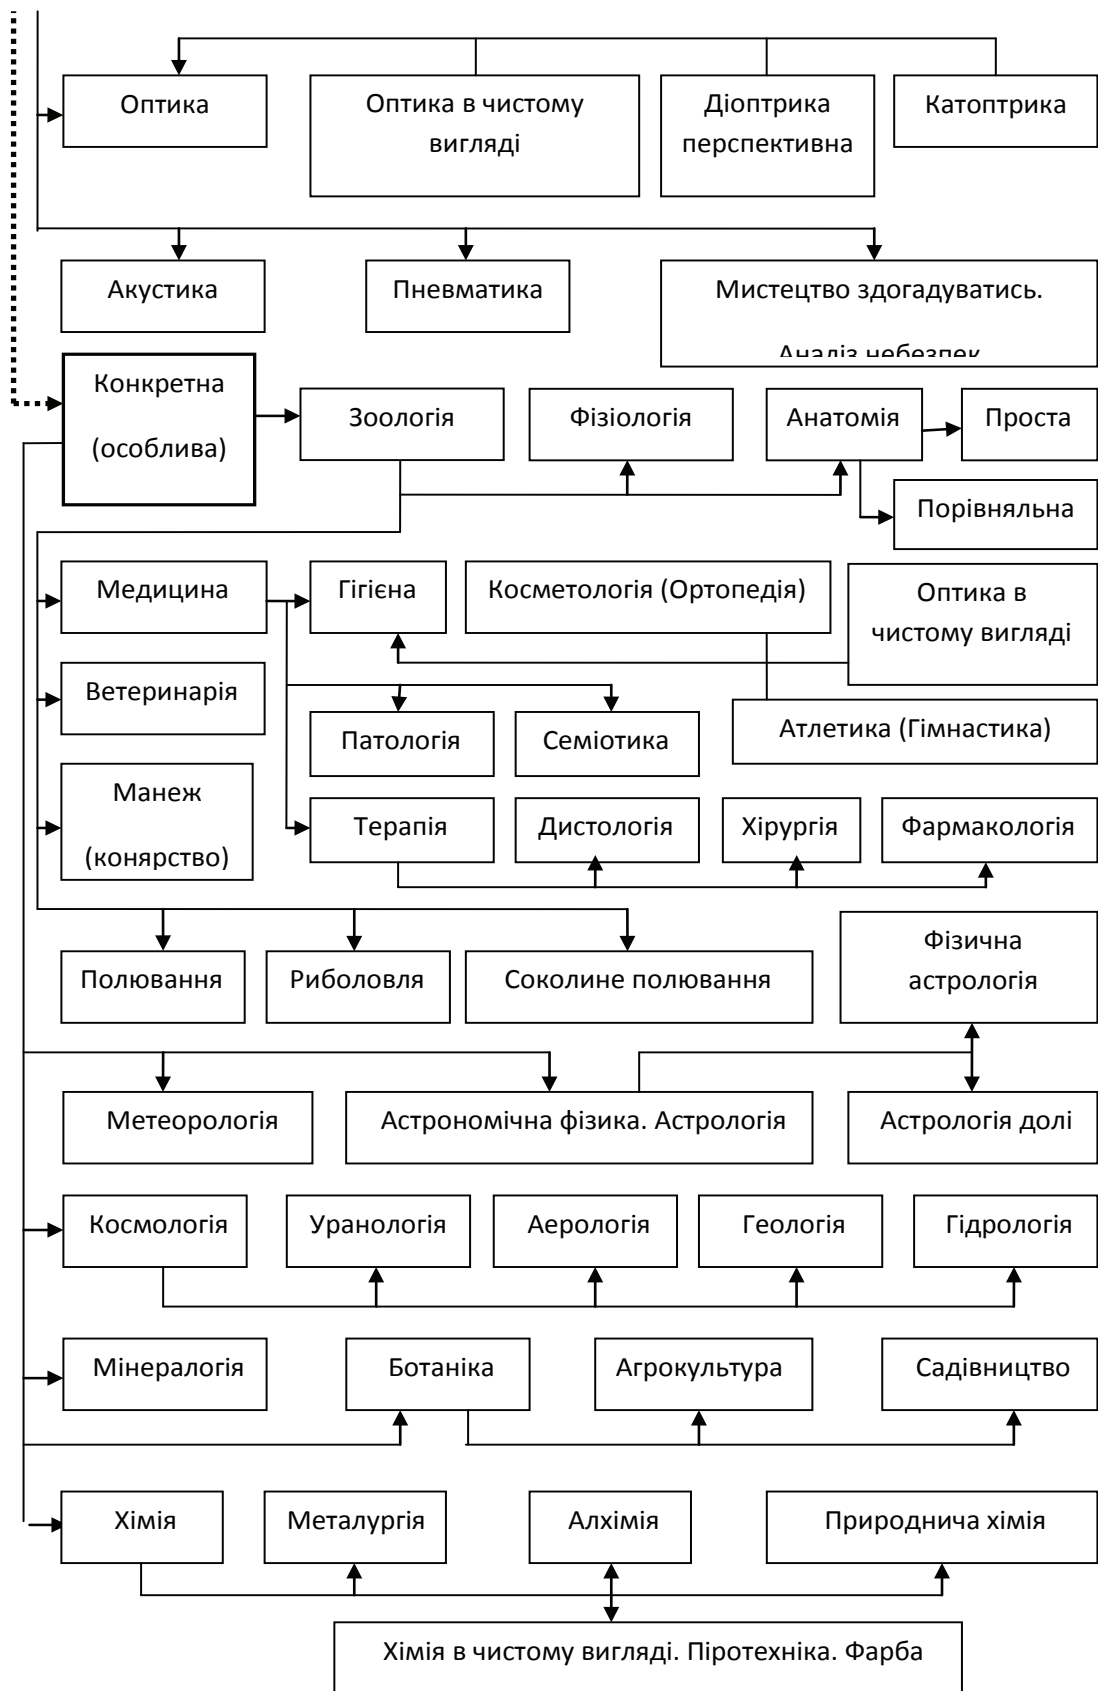 Оптика
Оптика в чистому
вигляді
Діоптрика
перспективна
Катоптрика
Акустика
Пневматика
Мистецтво здогадуватись.
Аналіз небезпек
Конкретна
(особлива)
Зоологія
Фізіологія
Анатомія
Проста
Порівняльна
Медицина
Гігієна
Косметологія (Ортопедія)
Оптика в
чистому вигляді
Ветеринарія
Патологія
Семіотика
Атлетика (Гімнастика)
Манеж
(конярство)
Терапія
Дистологія
Хірургія
Фармакологія
Полювання
Риболовля
Соколине полювання
Фізична
астрологія
Метеорологія
Астрономічна фізика. Астрологія
Астрологія долі
Космологія
Уранологія
Аерологія
Геологія
Гідрологія
Мінералогія
Ботаніка
Агрокультура
Садівництво
Хімія
Металургія
Алхімія
Природнича хімія
Хімія в чистому вигляді. Піротехніка. Фарба